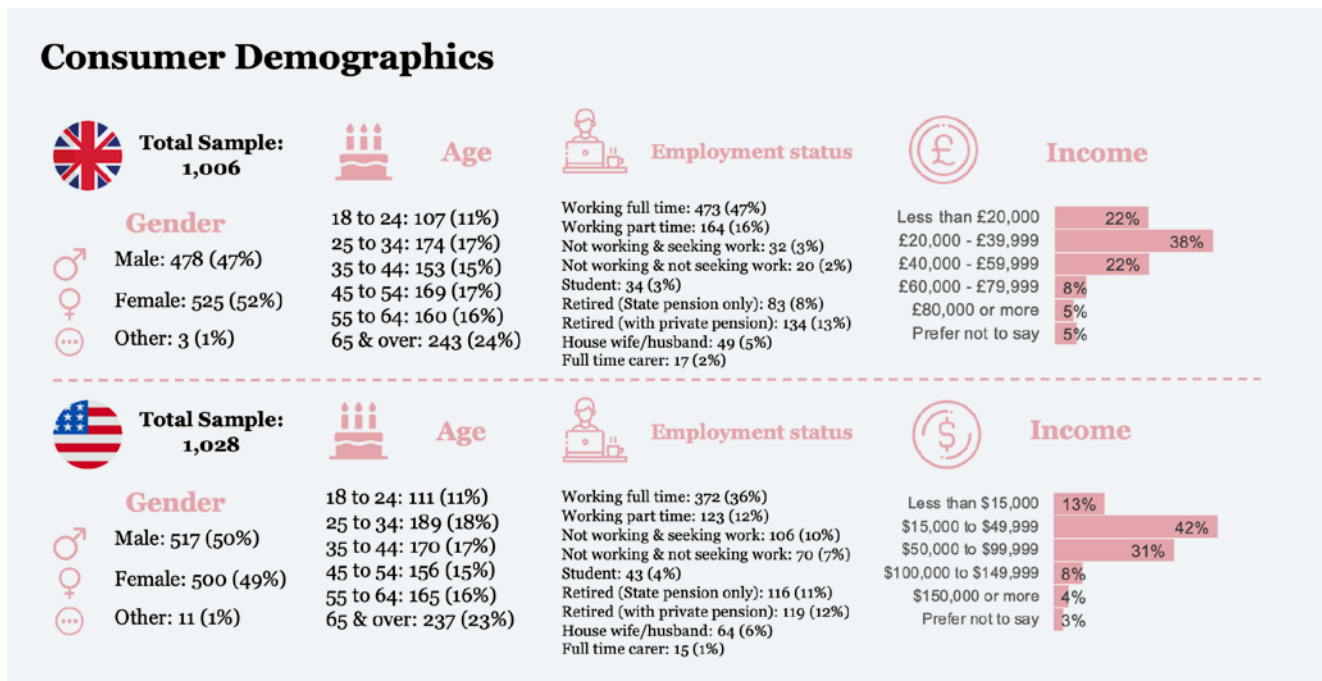 Consumer Demographics
Total Sample:
1,006
Gender
Male: 478 (47%)
Female: 525 (52%)
Other: 3 (1%)
Age
18 to 24: 107 (11%)
25 to 34: 174 (17%)
35 to 44: 153 (15%)
45 to 54: 169 (17%)
55 to 64: 160 (16%)
65 & over: 243 (24%)
Employment status
Working full time: 473 (47%)
Working part time: 164 (16%)
Not working & seeking work: 32 (3%)
Not working & not seeking work: 20 (2%)
Student: 34 (3%)
Retired (State pension only): 83 (8%)
Retired (with private pension): 134 (13%)
House wife/husband: 49 (5%)
Full time carer: 17 (2%)
£
Income
Less than £20,000 22%
£20,000 - £39,999 38%
£40,000 - £59,999 22%
£60,000 - £79,999 8%
£80,000 or more 5%
Prefer not to say 5%
Total Sample:
1,028
Gender
Male: 517 (50%)
Female: 500 (49%)
Other: 11 (1%)
Age
18 to 24: 111 (11%)
25 to 34: 189 (18%)
35 to 44: 170 (17%)
45 to 54: 156 (15%)
55 to 64: 165 (16%)
65 & over: 237 (23%)
Employment status
Working full time: 372 (36%)
Working part time: 123 (12%)
Not working & seeking work: 106 (10%)
Not working & not seeking work: 70 (7%)
Student: 43 (4%)
Retired (State pension only): 116 (11%)
Retired (with private pension): 119 (12%)
House wife/husband: 64 (6%)
Full time carer: 15 (1%)
$
Income
Less than $15,000 13%
$15,000 to $49,999 42%
$50,000 to $99,999 31%
$100,000 to $149,999 8%
$150,000 or more 4%
Prefer not to say 3%